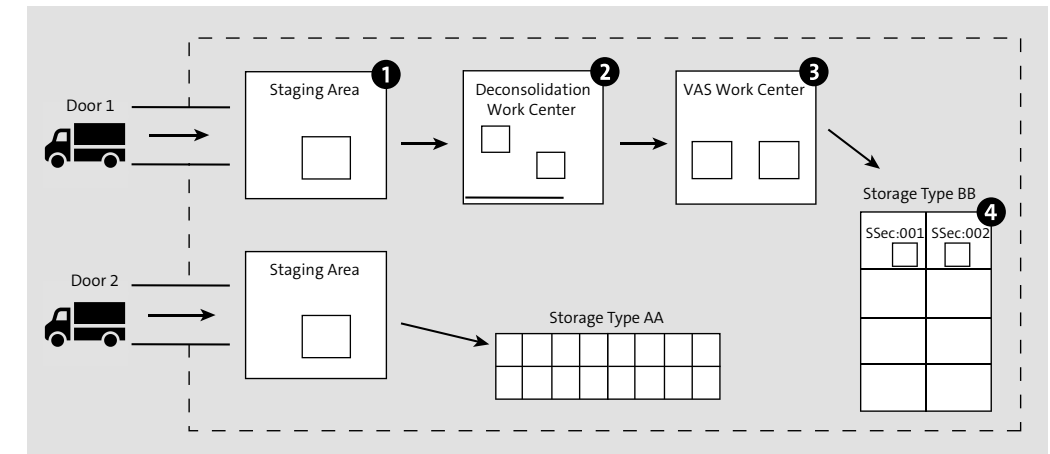 Door 1
Staging Area
1
Deconsolidation
Work Center
2
VAS Work Center
3
Storage Type BB
4
SSec:001
SSec:002
Door 2
Staging Area
Storage Type AA